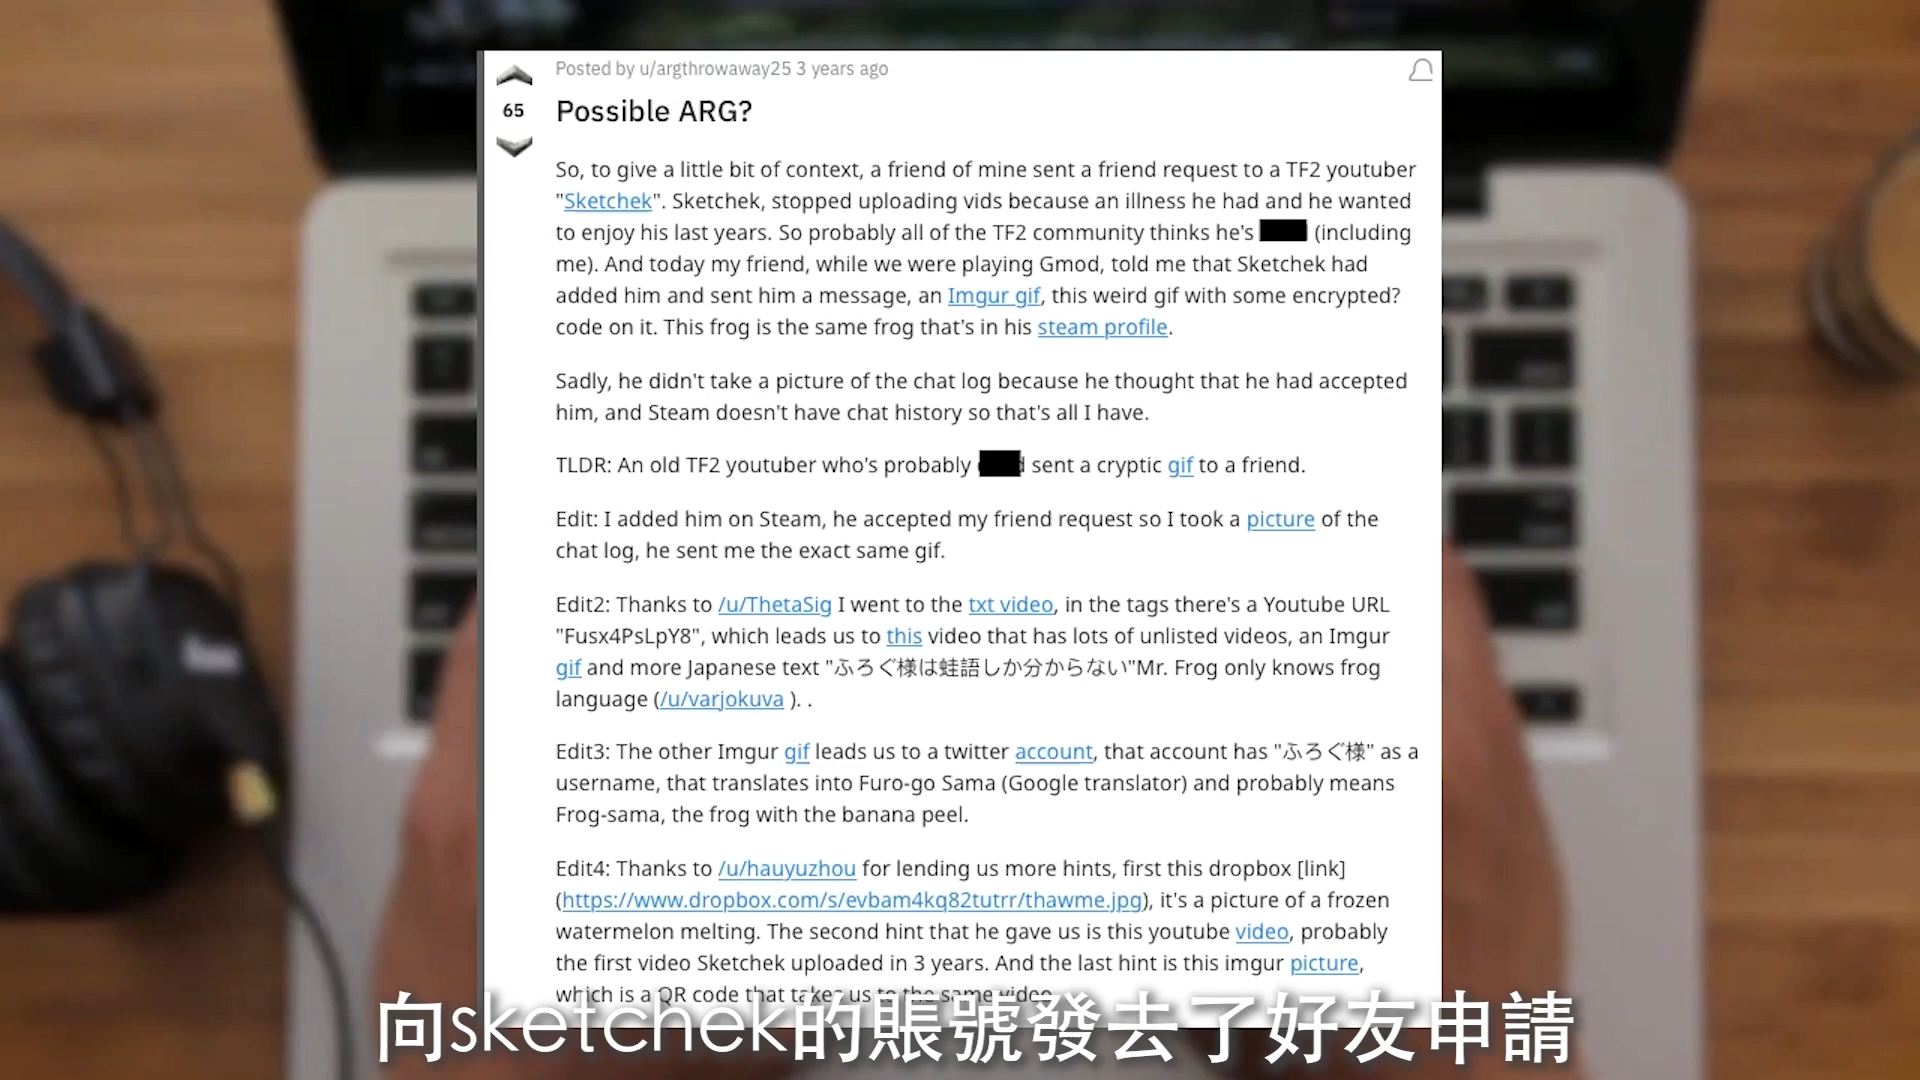 Posted by u/argthrowaway25 3 years ago
65
Possible ARG?
So, to give a little bit of context, a friend of mine sent a friend request to a TF2 youtuber
"Sketchek". Sketchek, stopped uploading vids because an illness he had and he wanted
to enjoy his last years. So probably all of the TF2 community thinks he's (including
me). And today my friend, while we were playing Gmod, told me that Sketchek had
added him and sent him a message, an Imgur gif, this weird gif with some encrypted?
code on it. This frog is the same frog that's in his steam profile.
Sadly, he didn't take a picture of the chat log because he thought that he had accepted
him, and Steam doesn't have chat history so that's all I have.
TLDR: An old TF2 youtuber who's probably sent a cryptic gif to a friend.
Edit: I added him on Steam, he accepted my friend request so I took a picture of the
chat log, he sent me the exact same gif.
Edit2: Thanks to /u/ThetaSig I went to the txt video, in the tags there's a Youtube URL
"Fusx4PsLpY8", which leads us to this video that has lots of unlisted videos, an Imgur
gif and more Japanese text "ふろぐ様は蛙語しか分からない"Mr. Frog only knows frog
language (/u/varjokuva ). .
Edit3: The other Imgur gif leads us to a twitter account, that account has "ふろぐ様" as a
username, that translates into Furo-go Sama (Google translator) and probably means
Frog-sama, the frog with the banana peel.
Edit4: Thanks to /u/hauyuzhou for lending us more hints, first this dropbox [link]
(https://www.dropbox.com/s/evbam4kq82tutrr/thawme.jpg), it's a picture of a frozen
watermelon melting. The second hint that he gave us is this youtube video, probably
the first video Sketchek uploaded in 3 years. And the last hint is this imgur picture,
which is a QR code that takes us to the same video
向sketchek的賬號發去了好友申請